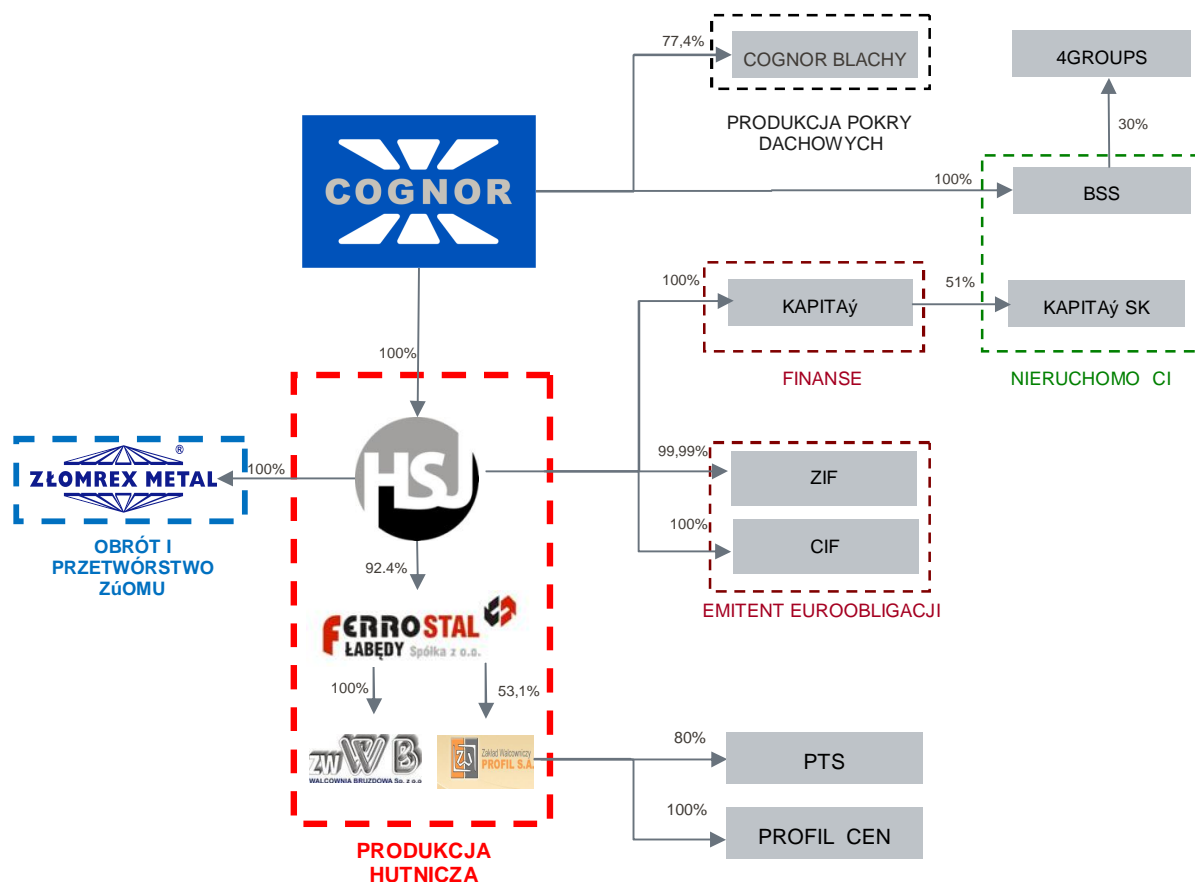 77,4%
COGNOR BLACHY
4GROUPS
PRODUKCJA POKRY
DACHOWYCH
30%
COGNOR
100%
BSS
100%
KAPITAý
51%
KAPITAý SK
100%
FINANSE
NIERUCHOMO CI
ZŁOMREX METAL
®
100%
HSJ
99,99%
ZIF
100%
CIF
OBRÓT I
PRZETWÓRSTWO
ZúOMU
92.4%
EMITENT EUROOBLIGACJI
FERROSTAL
ŁABĘDY Spółka z o.o.
100%
53,1%
ZW WB
WALCOWNIA BRUZDOWA Sp. z o.o
Zakład Walcowniczy
PROFIL S.A.
80%
PTS
100%
PROFIL CEN
PRODUKCJA
HUTNICZA